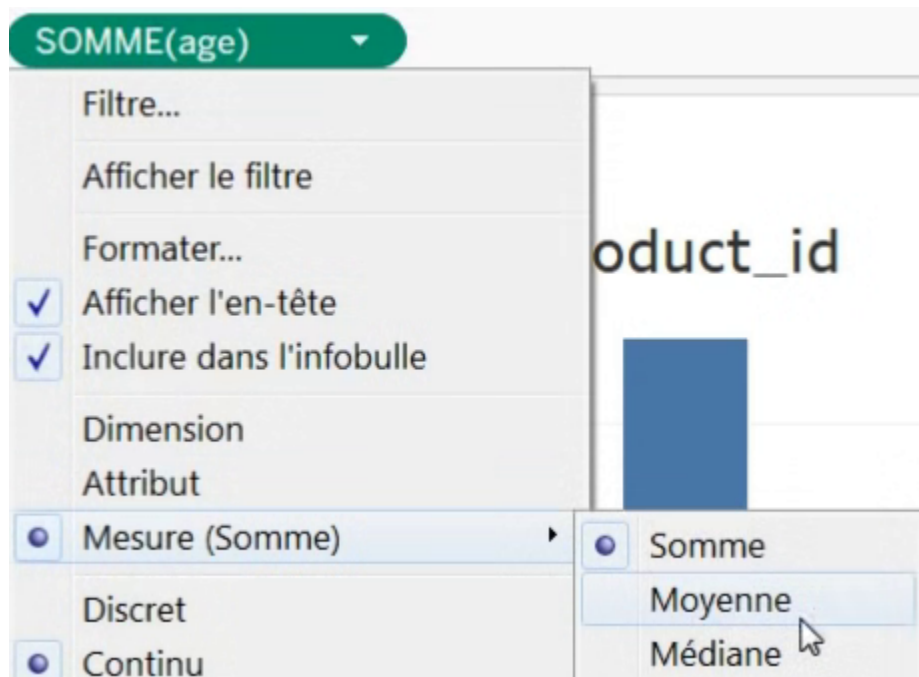 SOMME(age)
Filtre...
Afficher le filtre
Formater...
Afficher l'en-tête
Inclure dans l'infobulle
Dimension
Attribut
Mesure (Somme)
Discret
Continu
oduct_id
Somme
Moyenne
Médiane